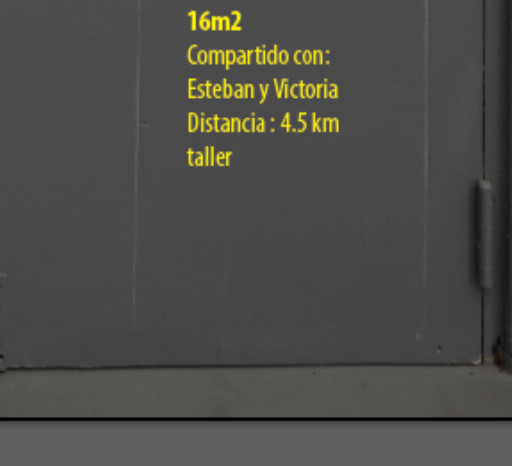 16m2
Compartido con:
Esteban y Victoria
Distancia : 4.5 km
taller